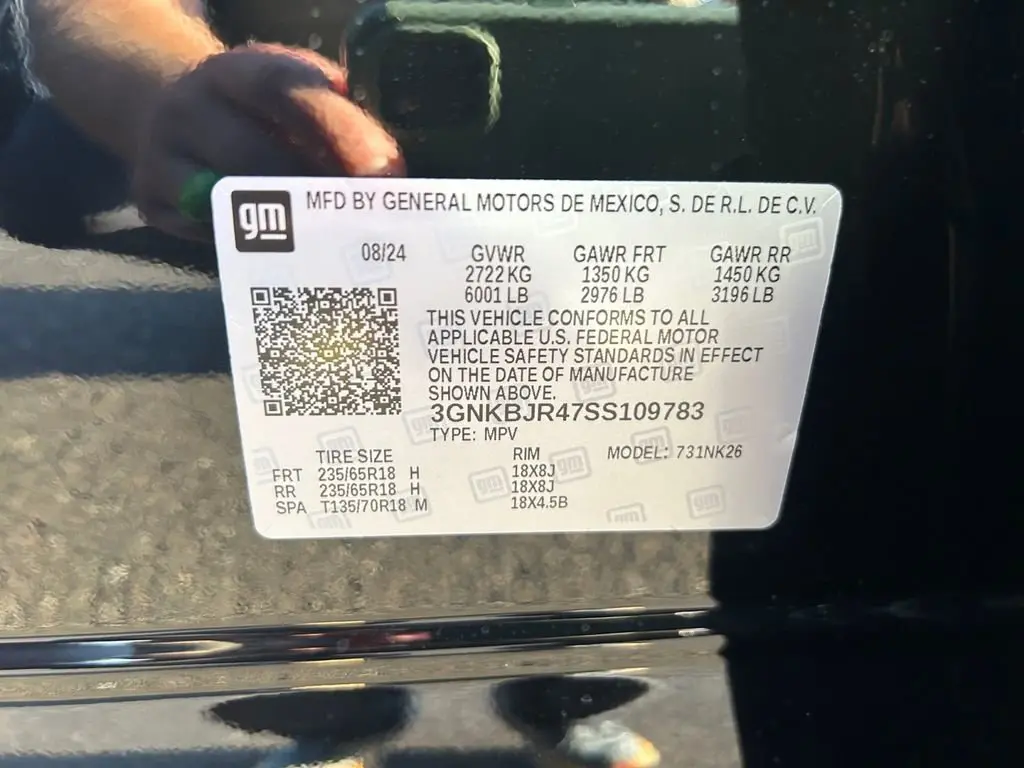 gm MFD BY GENERAL MOTORS DE MEXICO, S. DE R.L. DE C.V.
08/24 GVWR GAWR FRT GAWR RR
2722 KG 1350 KG 1450 KG
6001 LB 2976 LB 3196 LB
THIS VEHICLE CONFORMS TO ALL
APPLICABLE U.S. FEDERAL MOTOR
VEHICLE SAFETY STANDARDS IN EFFECT
ON THE DATE OF MANUFACTURE
SHOWN ABOVE.
3GNKBJR47SS109783
TYPE: MPV
TIRE SIZE RIM MODEL: 731NK26
FRT 235/65R18 H 18X8J
RR 235/65R18 H 18X8J
SPA T135/70R18 M 18X4.5B